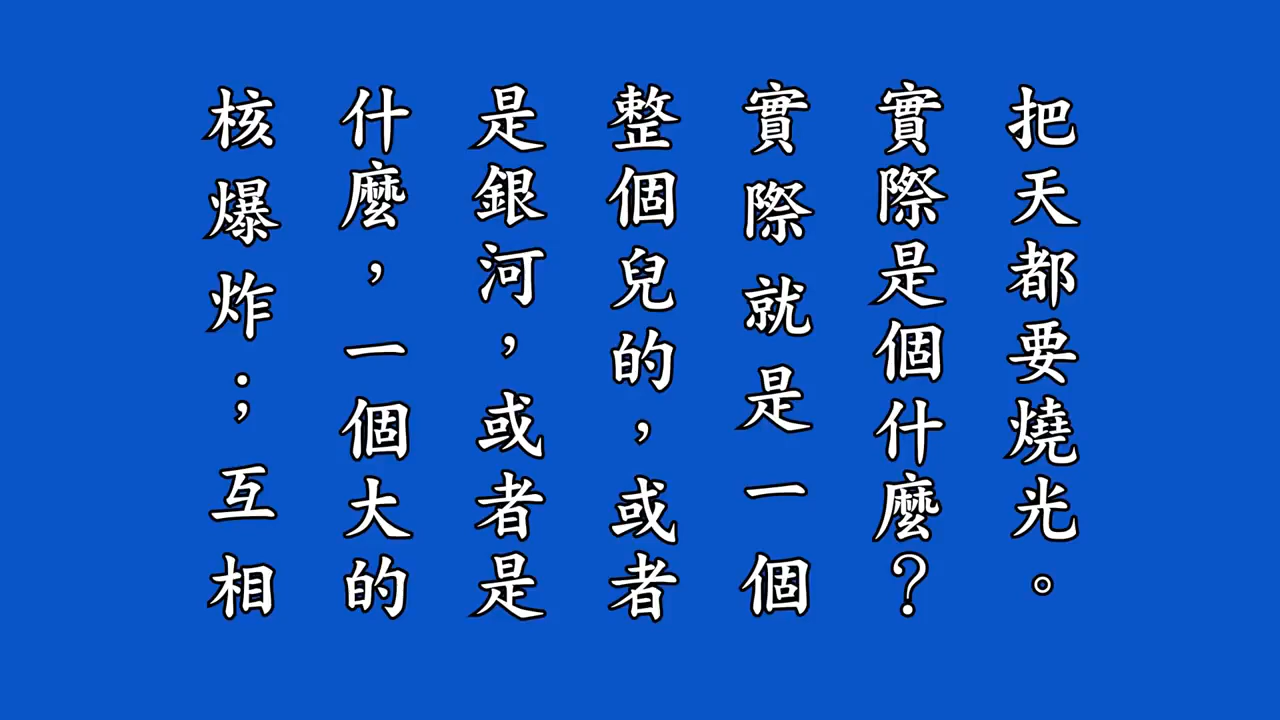 把天都要燒光。
實際是個什麼？
實際就是一個
整個兒的，或者
是銀河，或者是
什麼，一個大的
核爆炸；互相